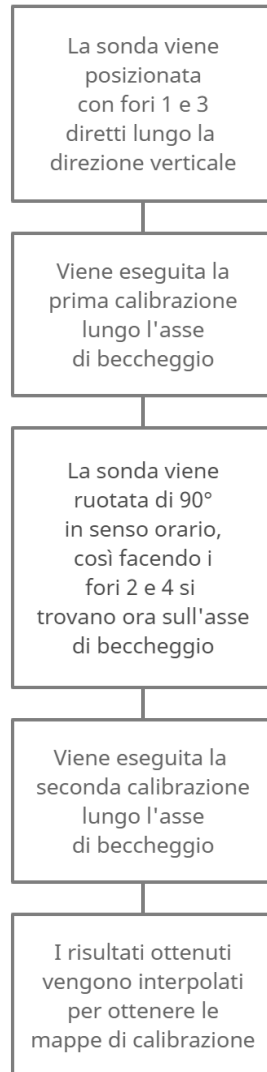 La sonda viene
posizionata
con fori 1 e 3
diretti lungo la
direzione verticale
Viene eseguita la
prima calibrazione
lungo l'asse
di beccheggio
La sonda viene
ruotata di 90°
in senso orario,
così facendo i
fori 2 e 4 si
trovano ora sull'asse
di beccheggio
Viene eseguita la
seconda calibrazione
lungo l'asse
di beccheggio
I risultati ottenuti
vengono interpolati
per ottenere le
mappe di calibrazione